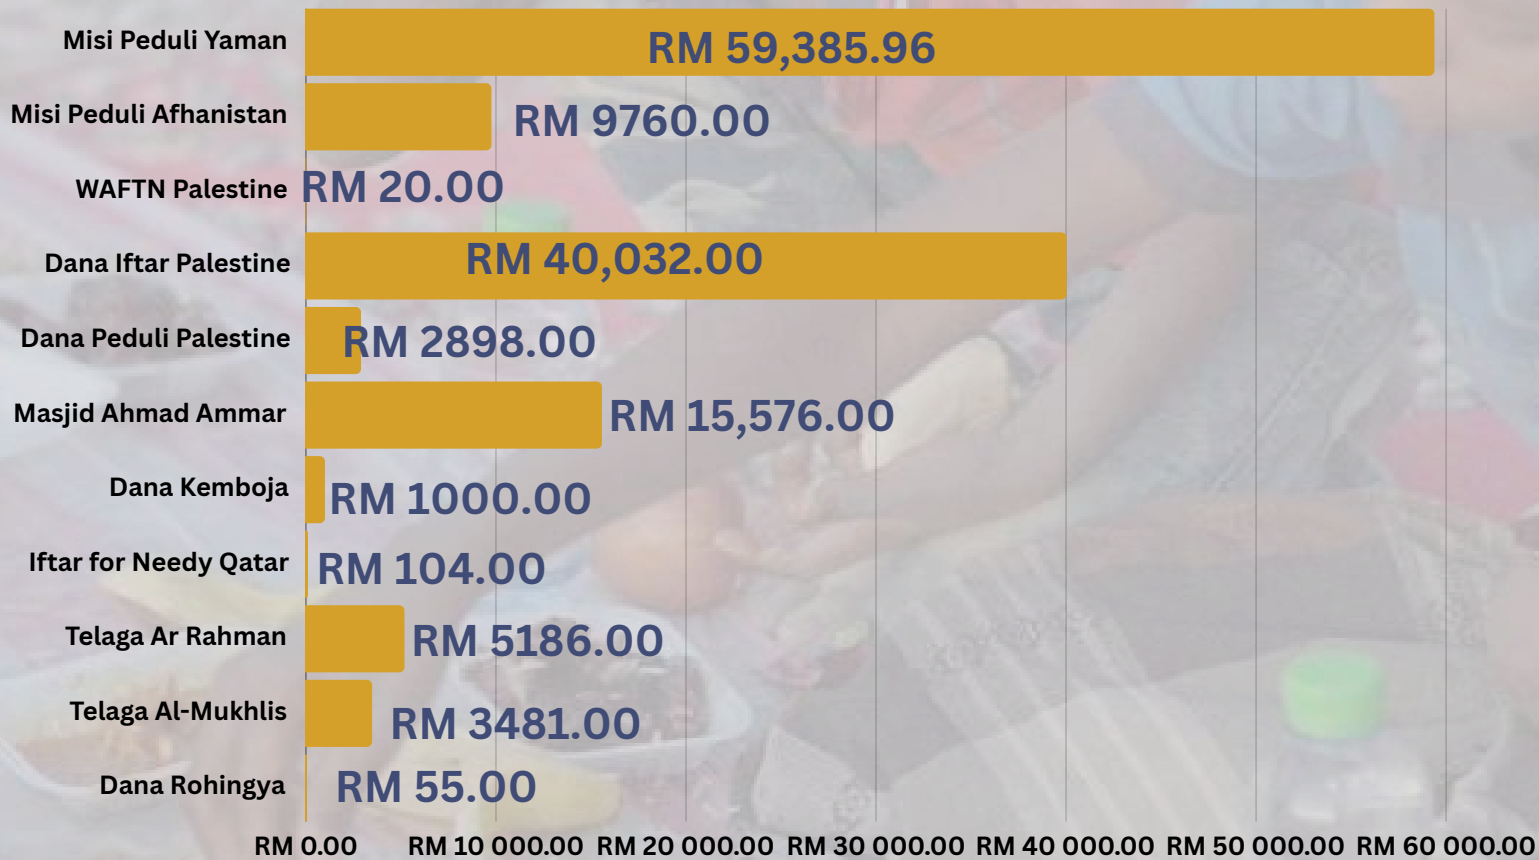 Misi Peduli Yaman RM 59,385.96
Misi Peduli Afhanistan RM 9760.00
WAFTN Palestine RM 20.00
Dana Iftar Palestine RM 40,032.00
Dana Peduli Palestine RM 2898.00
Masjid Ahmad Ammar RM 15,576.00
Dana Kemboja RM 1000.00
Iftar for Needy Qatar RM 104.00
Telaga Ar Rahman RM 5186.00
Telaga Al-Mukhlis RM 3481.00
Dana Rohingya RM 55.00
RM 0.00 RM 10 000.00 RM 20 000.00 RM 30 000.00 RM 40 000.00 RM 50 000.00 RM 60 000.00